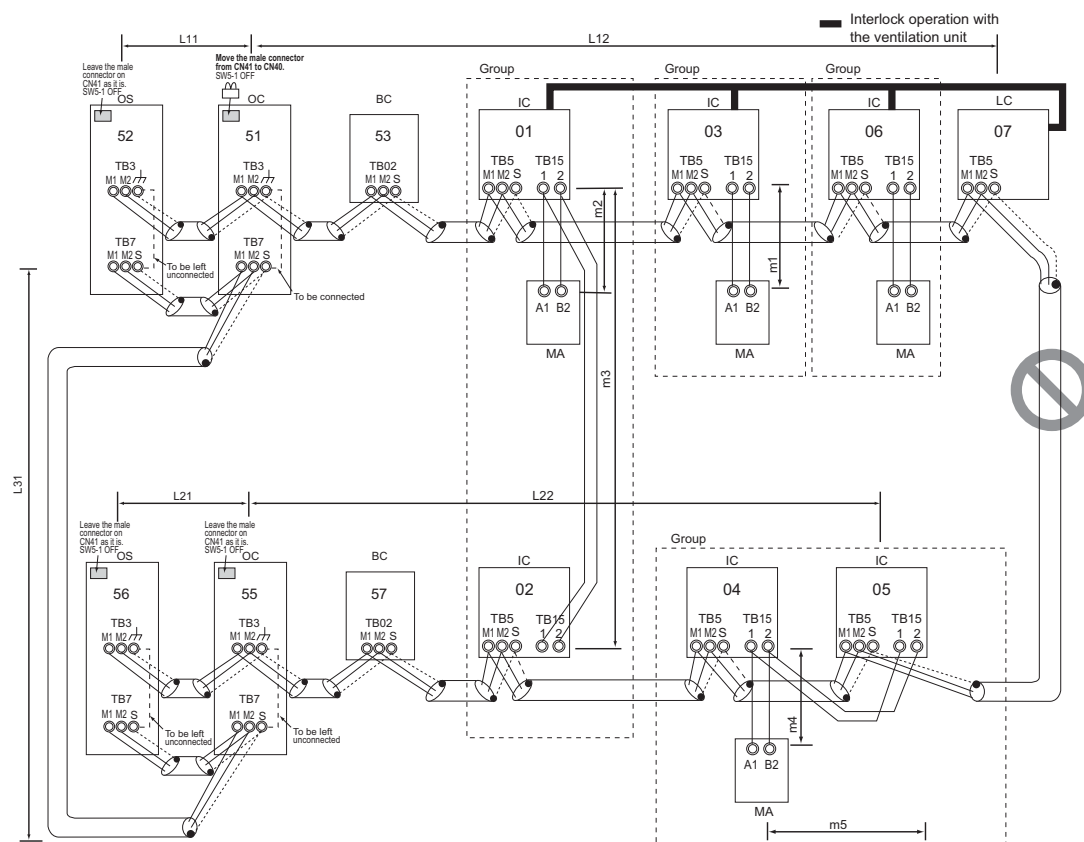 Interlock operation with
the ventilation unit
L11
L12
Leave the male
connector on
CN41 as it is.
SW5-1 OFF
OS
52
TB3
M1 M2
TB7
M1 M2 S
To be left
unconnected
Move the male connector
from CN41 to CN40.
SW5-1 OFF
OC
51
TB3
M1 M2
TB7
M1 M2 S
To be connected
BC
53
TB02
M1 M2 S
Group
IC
01
TB5 TB15
M1 M2 S 1 2
m2
A1 B2
MA
m3
Group
IC
03
TB5 TB15
M1 M2 S 1 2
m1
A1 B2
MA
Group
IC
06
TB5 TB15
M1 M2 S 1 2
A1 B2
MA
LC
07
TB5
M1 M2 S
L31
L21
L22
Leave the male
connector on
CN41 as it is.
SW5-1 OFF
OS
56
TB3
M1 M2
TB7
M1 M2 S
To be left
unconnected
Leave the male
connector on
CN41 as it is.
SW5-1 OFF
OC
55
TB3
M1 M2
TB7
M1 M2 S
To be left
unconnected
BC
57
TB02
M1 M2 S
IC
02
TB5 TB15
M1 M2 S 1 2
Group
IC
04
TB5 TB15
M1 M2 S 1 2
IC
05
TB5 TB15
M1 M2 S 1 2
m4
A1 B2
MA
m5